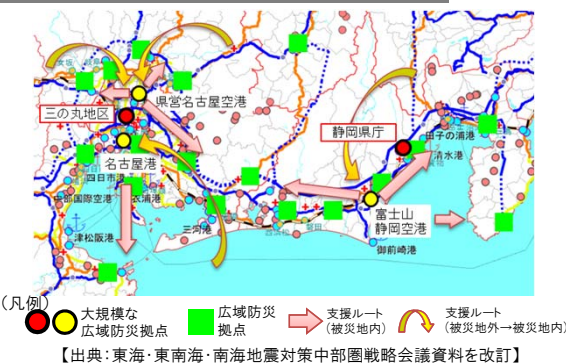 県営名古屋空港
三の丸地区
静岡県庁
田子の浦港
清水港
名古屋港
四日市港
中部国際空港
衣浦港
富士山
静岡空港
三河港
津松阪港
御前崎港
（凡例）
大規模な
広域防災拠点
広域防災
拠点
支援ルート
（被災地内）
支援ルート
（被災地外→被災地内）
【出典：東海・東南海・南海地震対策中部圏戦略会議資料を改訂】